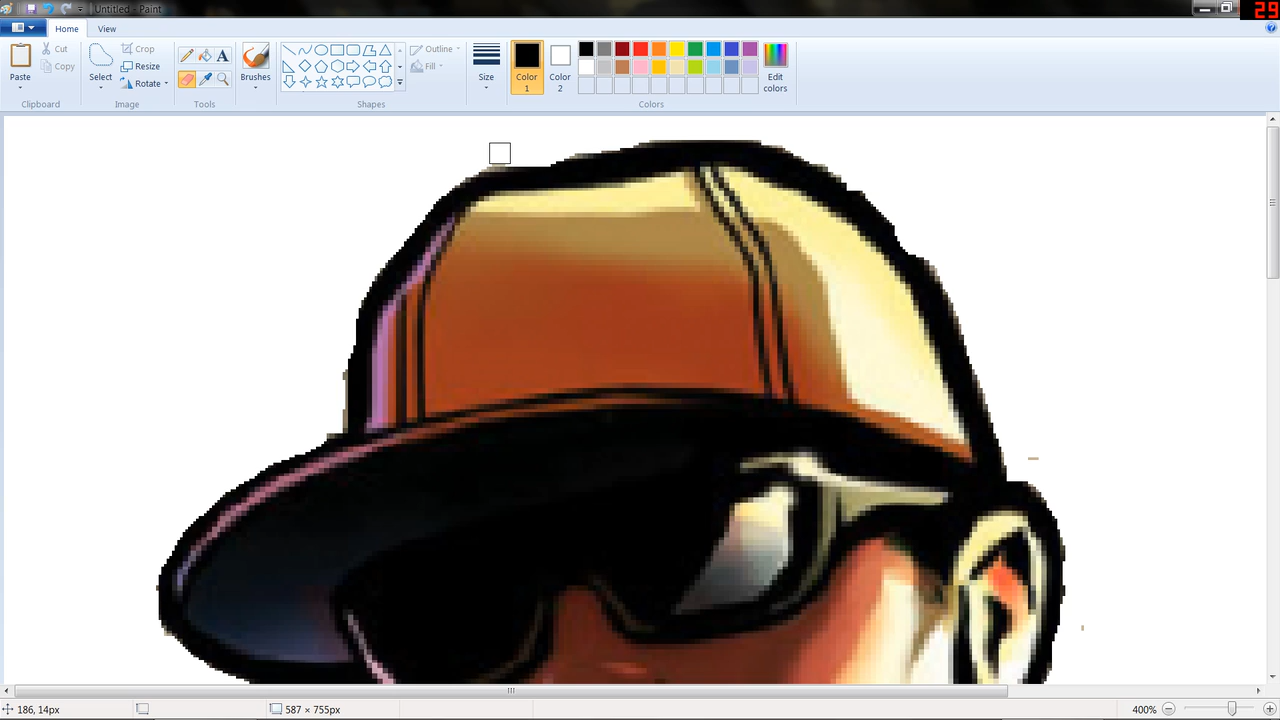 Untitled - Paint
29
Home
View
Paste
Cut
Copy
Clipboard
Select
Crop
Resize
Rotate
Image
A
Tools
Brushes
Outline
Fill
Shapes
Size
Color
1
Color
2
Edit
colors
Colors
186, 14px
587 × 755px
400%